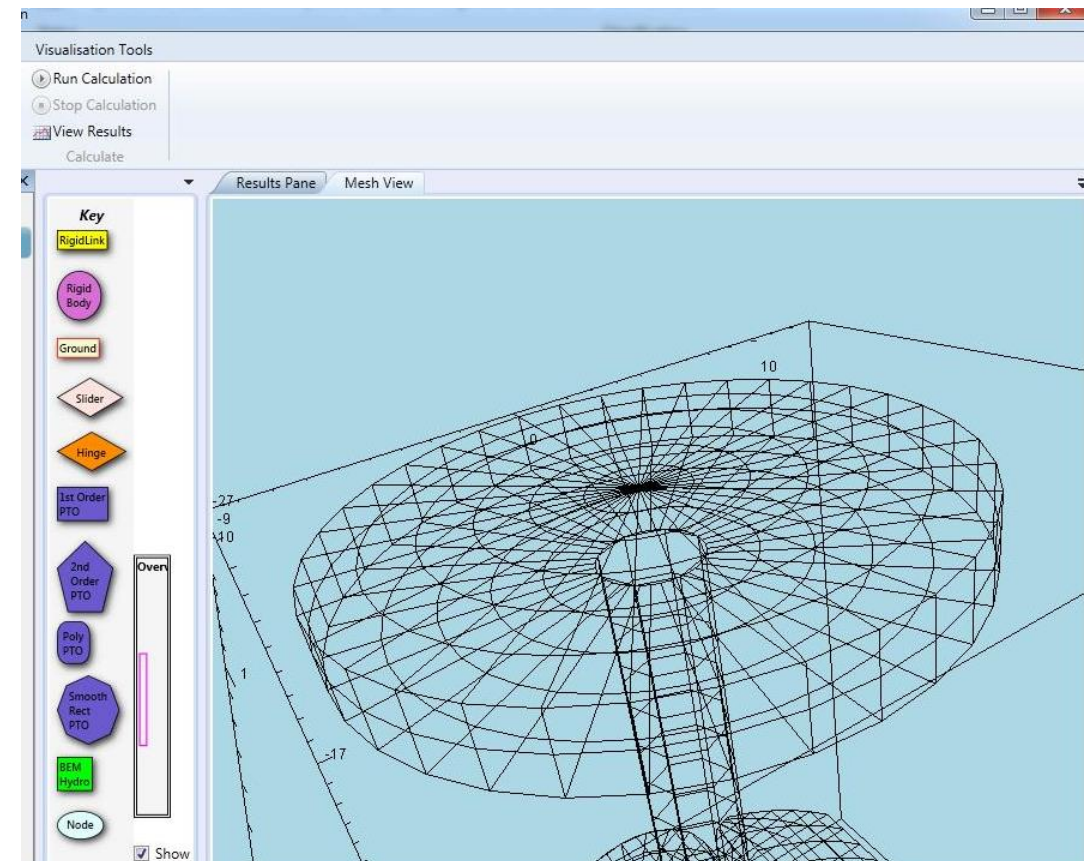 n
Visualisation Tools
Run Calculation
Stop Calculation
View Results
Calculate
Results Pane
Mesh View
Key
RigidLink
Rigid
Body
Ground
Slider
Hinge
1st Order
PTO
2nd
Order
PTO
Poly
PTO
Smooth
Rect
PTO
BEM
Hydro
Node
Overv
Show
10
0
-27
-9
-10
1
-17